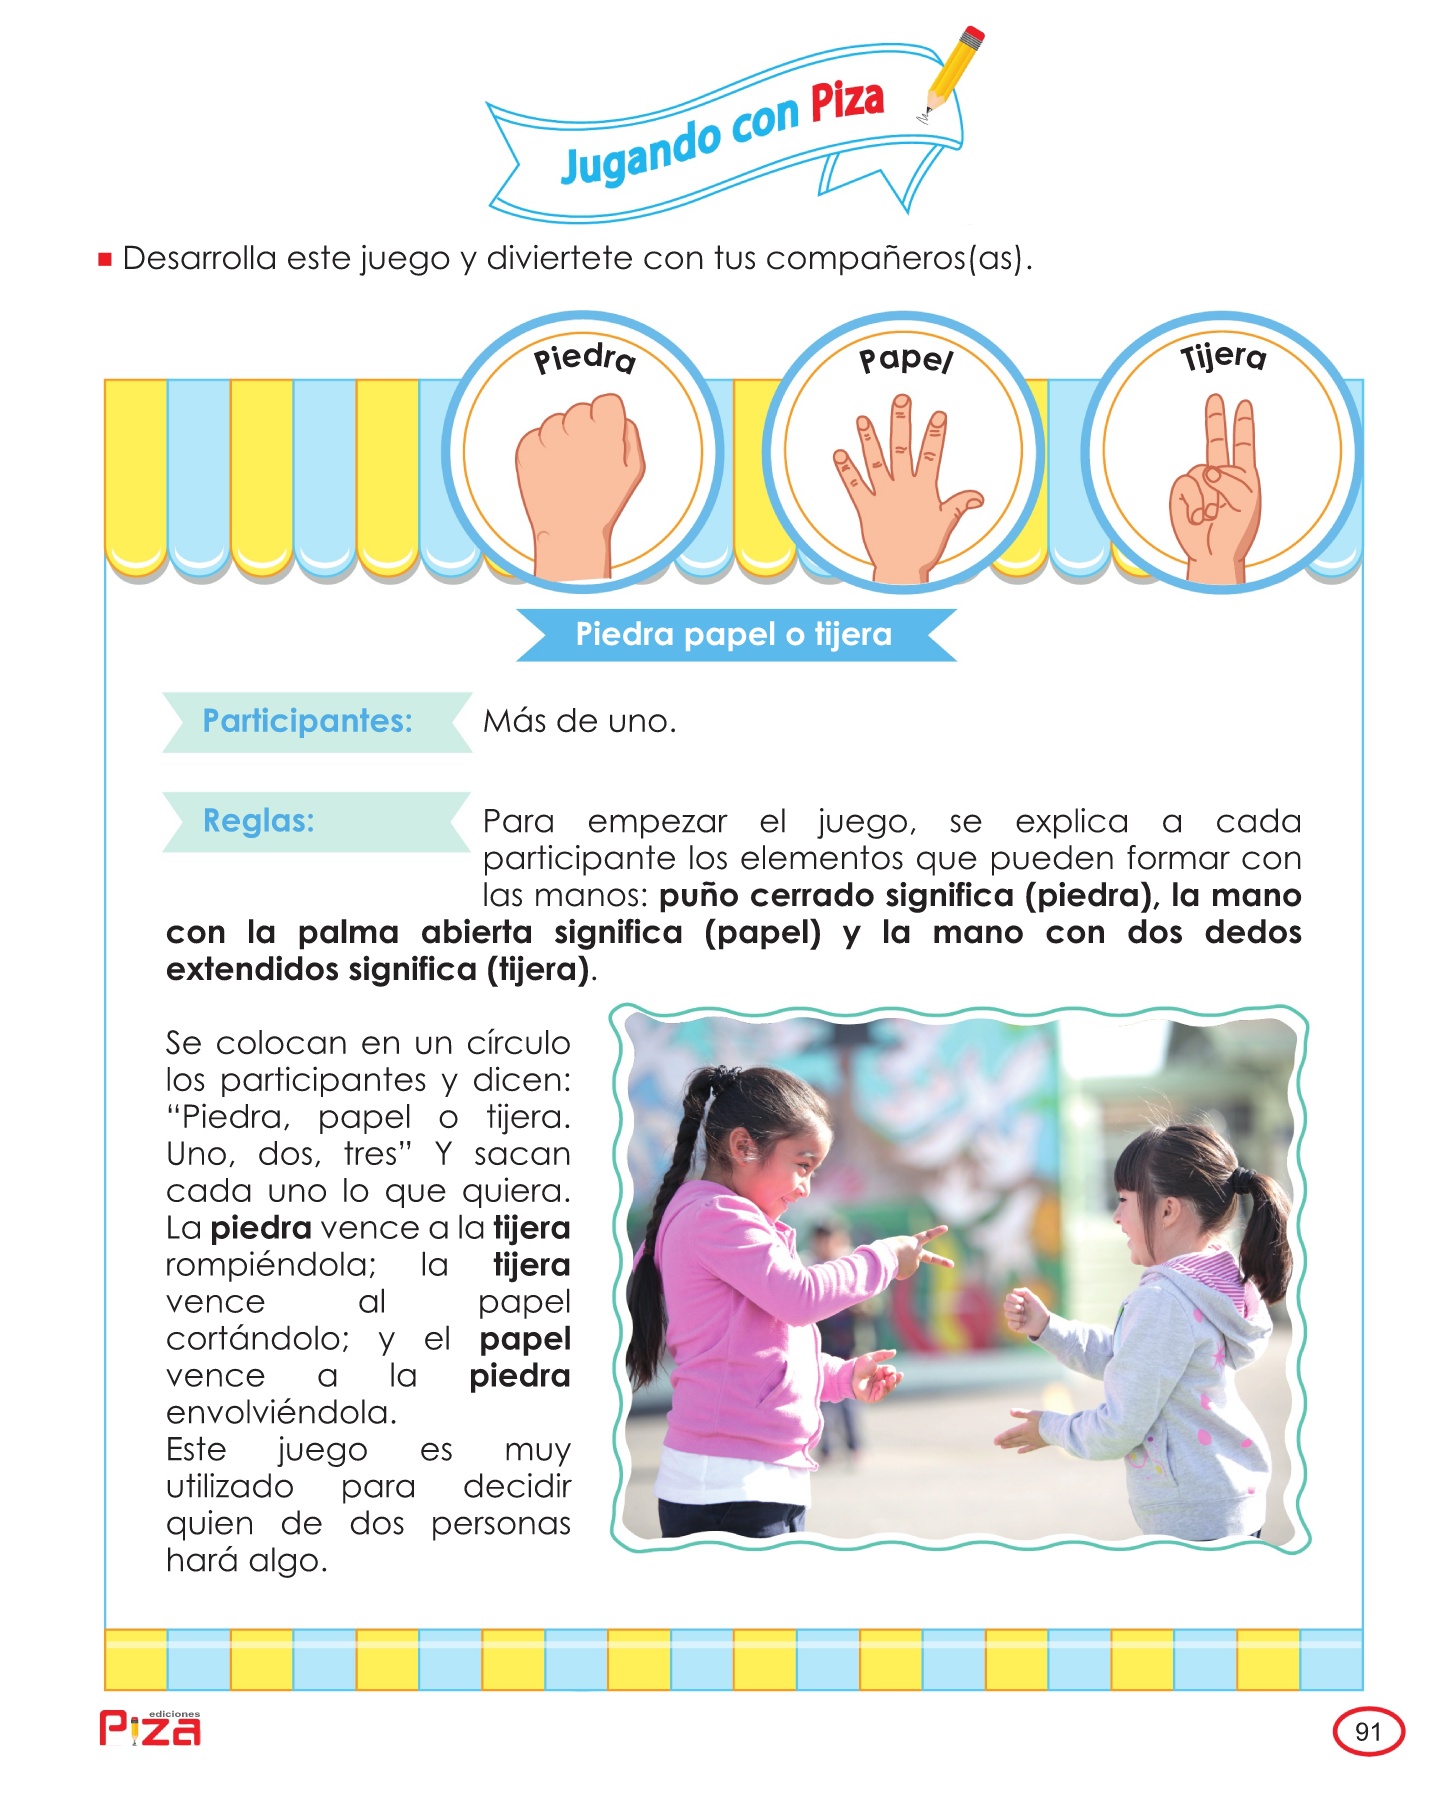 Jugando con Piza
Desarrolla este juego y diviertete con tus compañeros(as).
Piedra
Papel
Tijera
Piedra papel o tijera
Participantes:
Más de uno.
Reglas:
Para empezar el juego, se explica a cada
participante los elementos que pueden formar con
las manos: puño cerrado significa (piedra), la mano
con la palma abierta significa (papel) y la mano con dos dedos
extendidos significa (tijera).
Se colocan en un círculo
los participantes y dicen:
“Piedra, papel o tijera.
Uno, dos, tres” Y sacan
cada uno lo que quiera.
La piedra vence a la tijera
rompiéndola; la tijera
vence al papel
cortándolo; y el papel
vence a la piedra
envolviéndola.
Este juego es muy
utilizado para decidir
quien de dos personas
hará algo.
ediciones
Piza
91